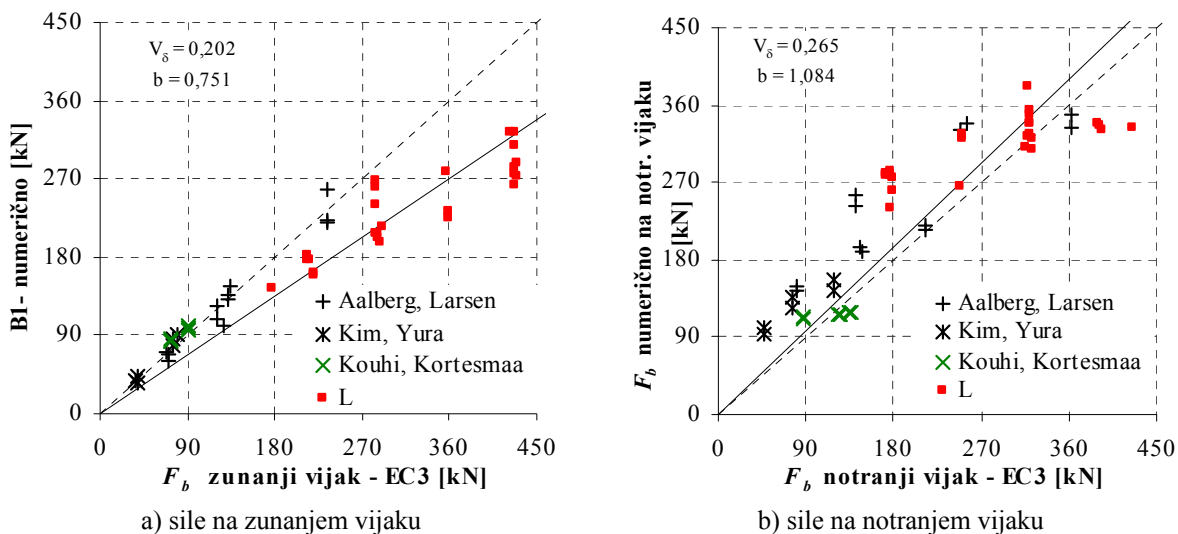 450
360
270
180
90
0
B1- numerično [kN]
V_δ = 0,202
b = 0,751
Aalberg, Larsen
Kim, Yura
Kouhi, Kortesmaa
L
0 90 180 270 360 450
F_b zunanji vijak - EC3 [kN]
a) sile na zunanjem vijaku
450
360
270
180
90
0
F_b numerično na notr. vijaku
[kN]
V_δ = 0,265
b = 1,084
Aalberg, Larsen
Kim, Yura
Kouhi, Kortesmaa
L
0 90 180 270 360 450
F_b notranji vijak - EC3 [kN]
b) sile na notranjem vijaku